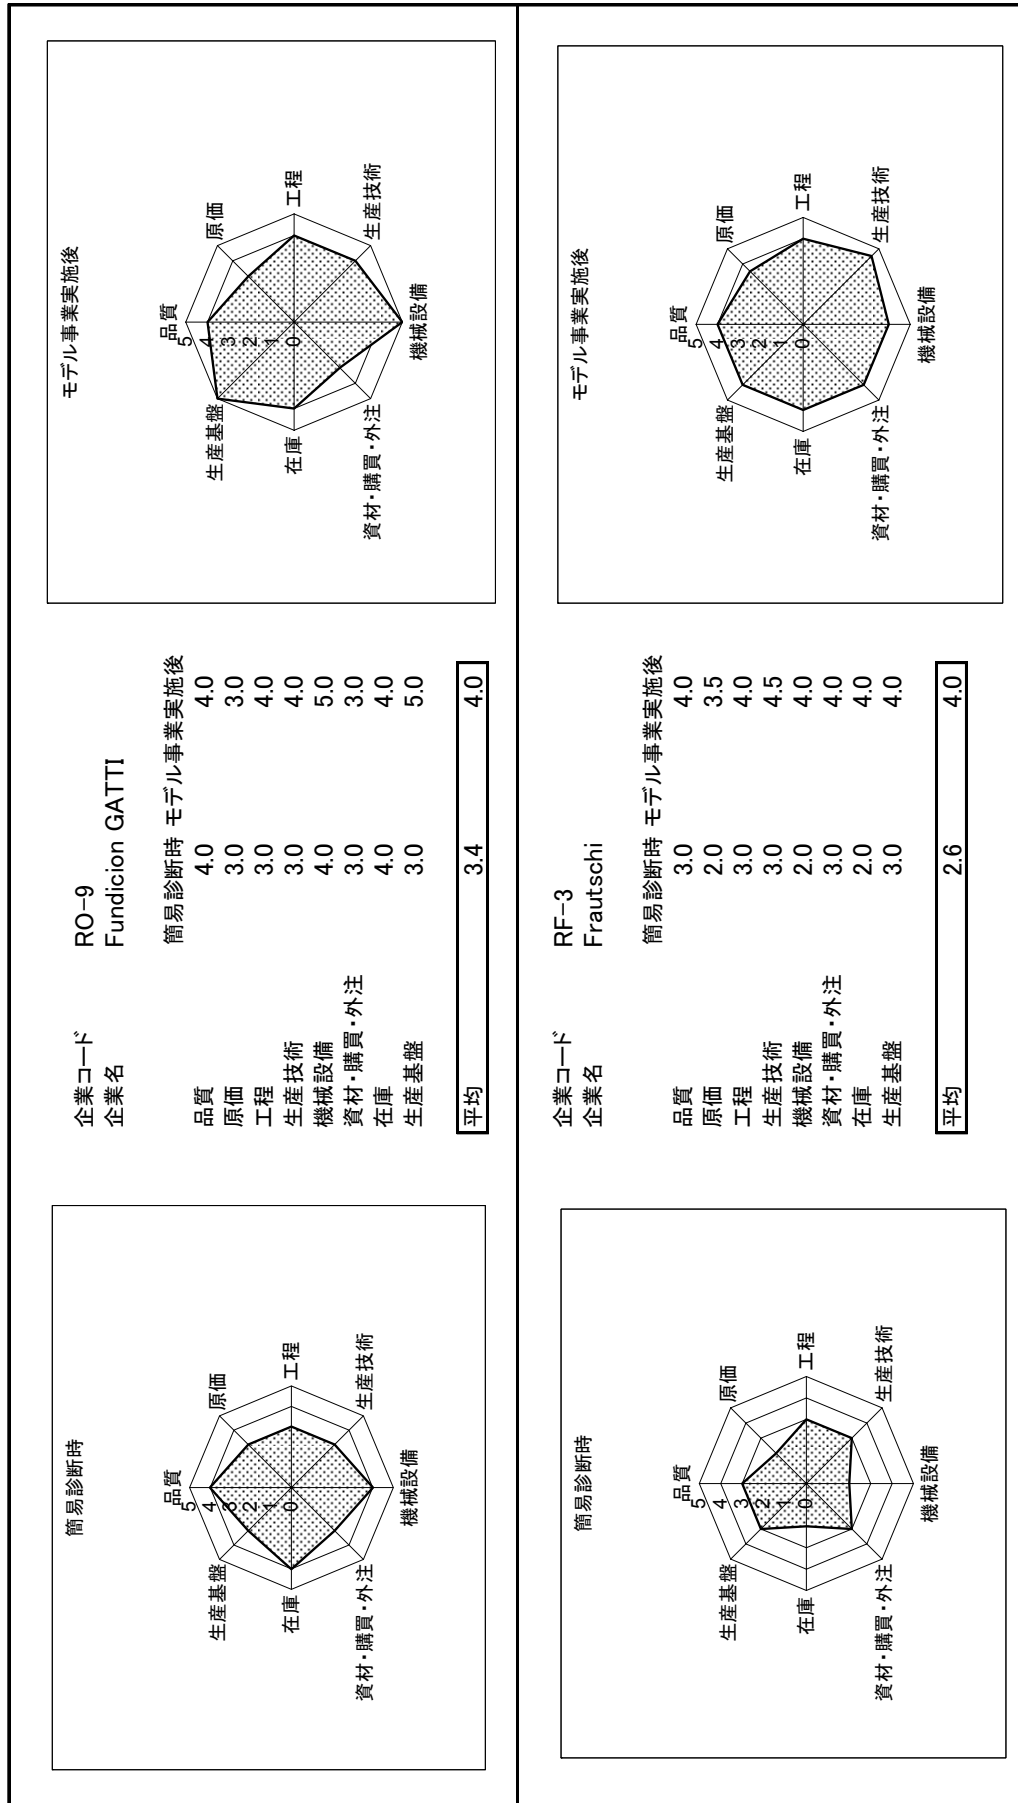 企業コード RO-9
企業名 Fundicion GATTI
簡易診断時 モデル事業実施後
品質 4.0 4.0
原価 3.0 3.0
工程 3.0 4.0
生産技術 3.0 4.0
機械設備 4.0 5.0
資材・購買・外注 3.0 3.0
在庫 4.0 4.0
生産基盤 3.0 5.0
平均 3.4 4.0
簡易診断時
品質
原価
工程
生産技術
機械設備
資材・購買・外注
在庫
生産基盤
5
4
3
2
1
0
モデル事業実施後
品質
原価
工程
生産技術
機械設備
資材・購買・外注
在庫
生産基盤
5
4
3
2
1
0
企業コード RF-3
企業名 Frautschi
簡易診断時 モデル事業実施後
品質 3.0 4.0
原価 2.0 3.5
工程 3.0 4.0
生産技術 3.0 4.5
機械設備 2.0 4.0
資材・購買・外注 3.0 4.0
在庫 2.0 4.0
生産基盤 3.0 4.0
平均 2.6 4.0
簡易診断時
品質
原価
工程
生産技術
機械設備
資材・購買・外注
在庫
生産基盤
5
4
3
2
1
0
モデル事業実施後
品質
原価
工程
生産技術
機械設備
資材・購買・外注
在庫
生産基盤
5
4
3
2
1
0